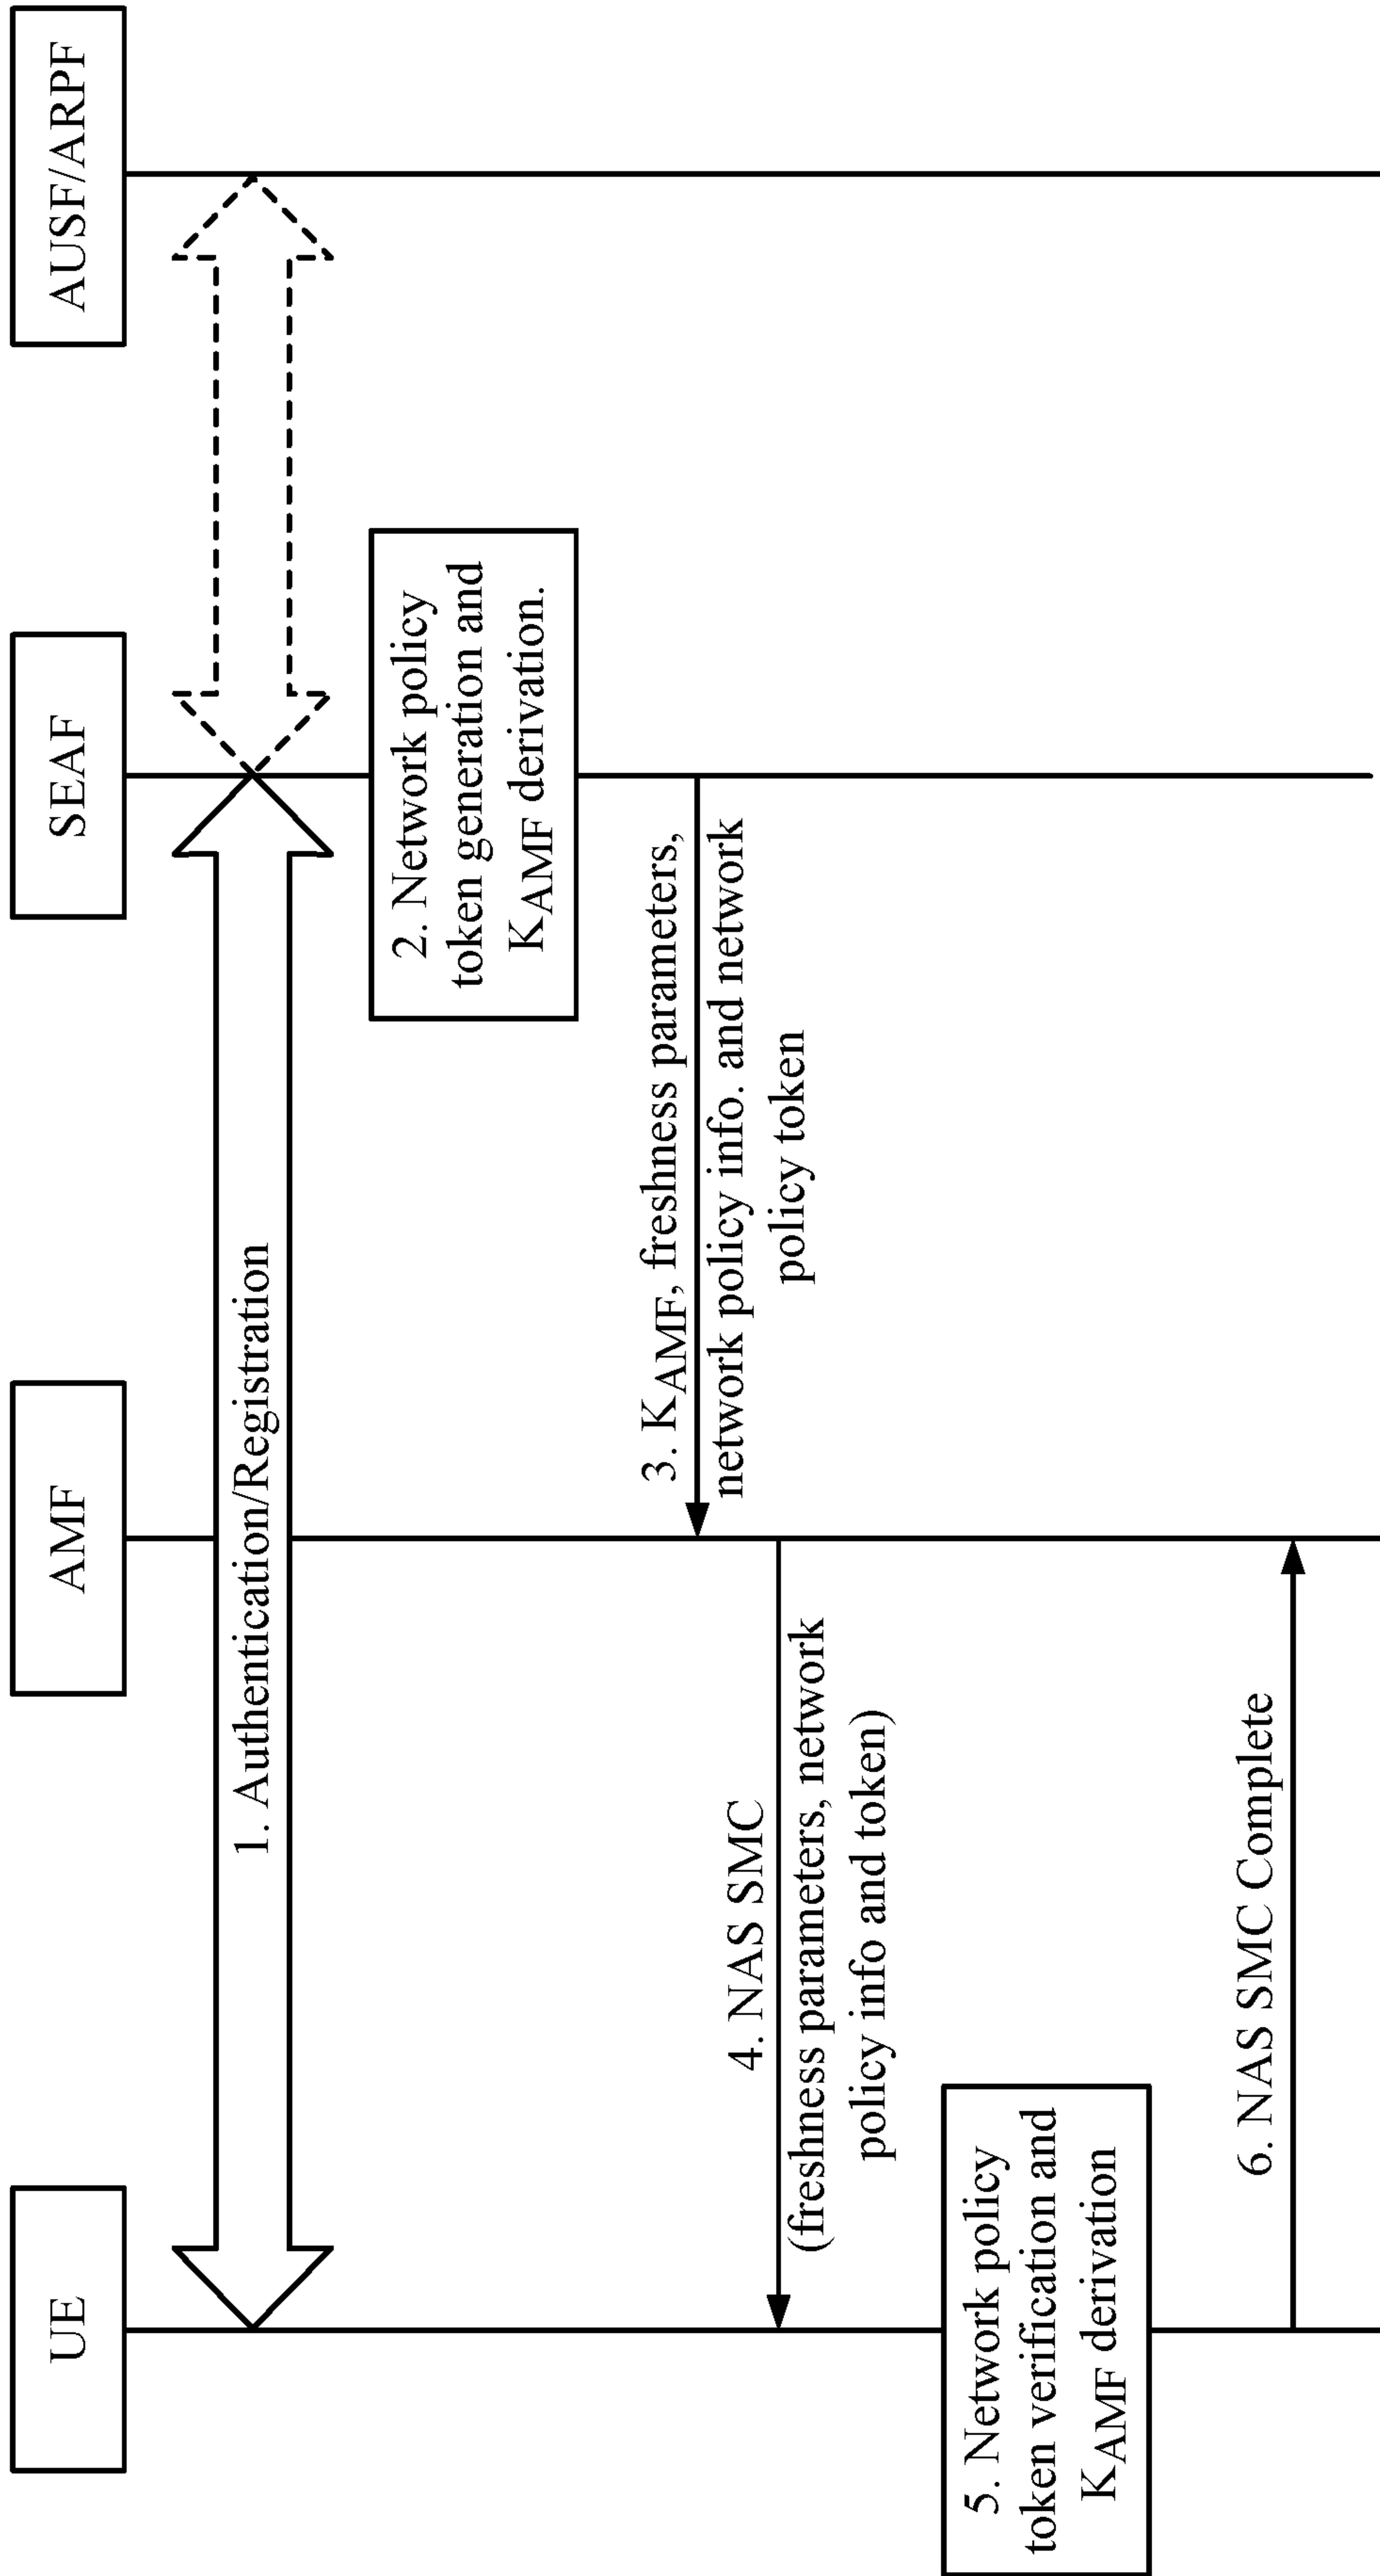 UE
AMF
SEAF
AUSF/ARPF
1. Authentication/Registration
2. Network policy
token generation and
KAMF derivation.
3. KAMF, freshness parameters,
network policy info. and network
policy token
4. NAS SMC
(freshness parameters, network
policy info and token)
5. Network policy
token verification and
KAMF derivation
6. NAS SMC Complete